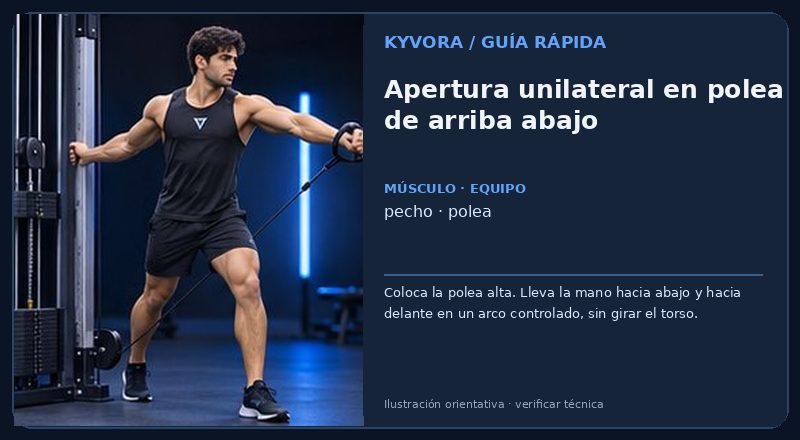 KYVORA / GUÍA RÁPIDA
Apertura unilateral en polea
de arriba abajo
MÚSCULO · EQUIPO
pecho · polea
Coloca la polea alta. Lleva la mano hacia abajo y hacia
delante en un arco controlado, sin girar el torso.
Ilustración orientativa · verificar técnica